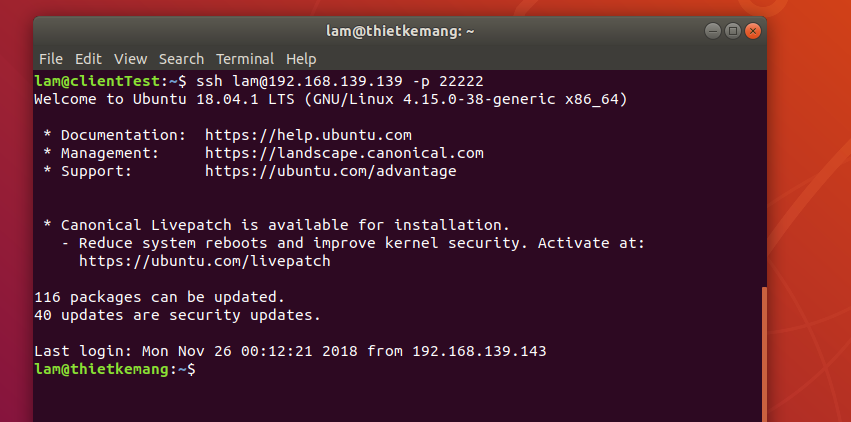 lam@thietkemang: ~
File Edit View Search Terminal Help
lam@clientTest:~$ ssh lam@192.168.139.139 -p 22222
Welcome to Ubuntu 18.04.1 LTS (GNU/Linux 4.15.0-38-generic x86_64)
* Documentation: https://help.ubuntu.com
* Management: https://landscape.canonical.com
* Support: https://ubuntu.com/advantage
* Canonical Livepatch is available for installation.
- Reduce system reboots and improve kernel security. Activate at:
https://ubuntu.com/livepatch
116 packages can be updated.
40 updates are security updates.
Last login: Mon Nov 26 00:12:21 2018 from 192.168.139.143
lam@thietkemang:~$